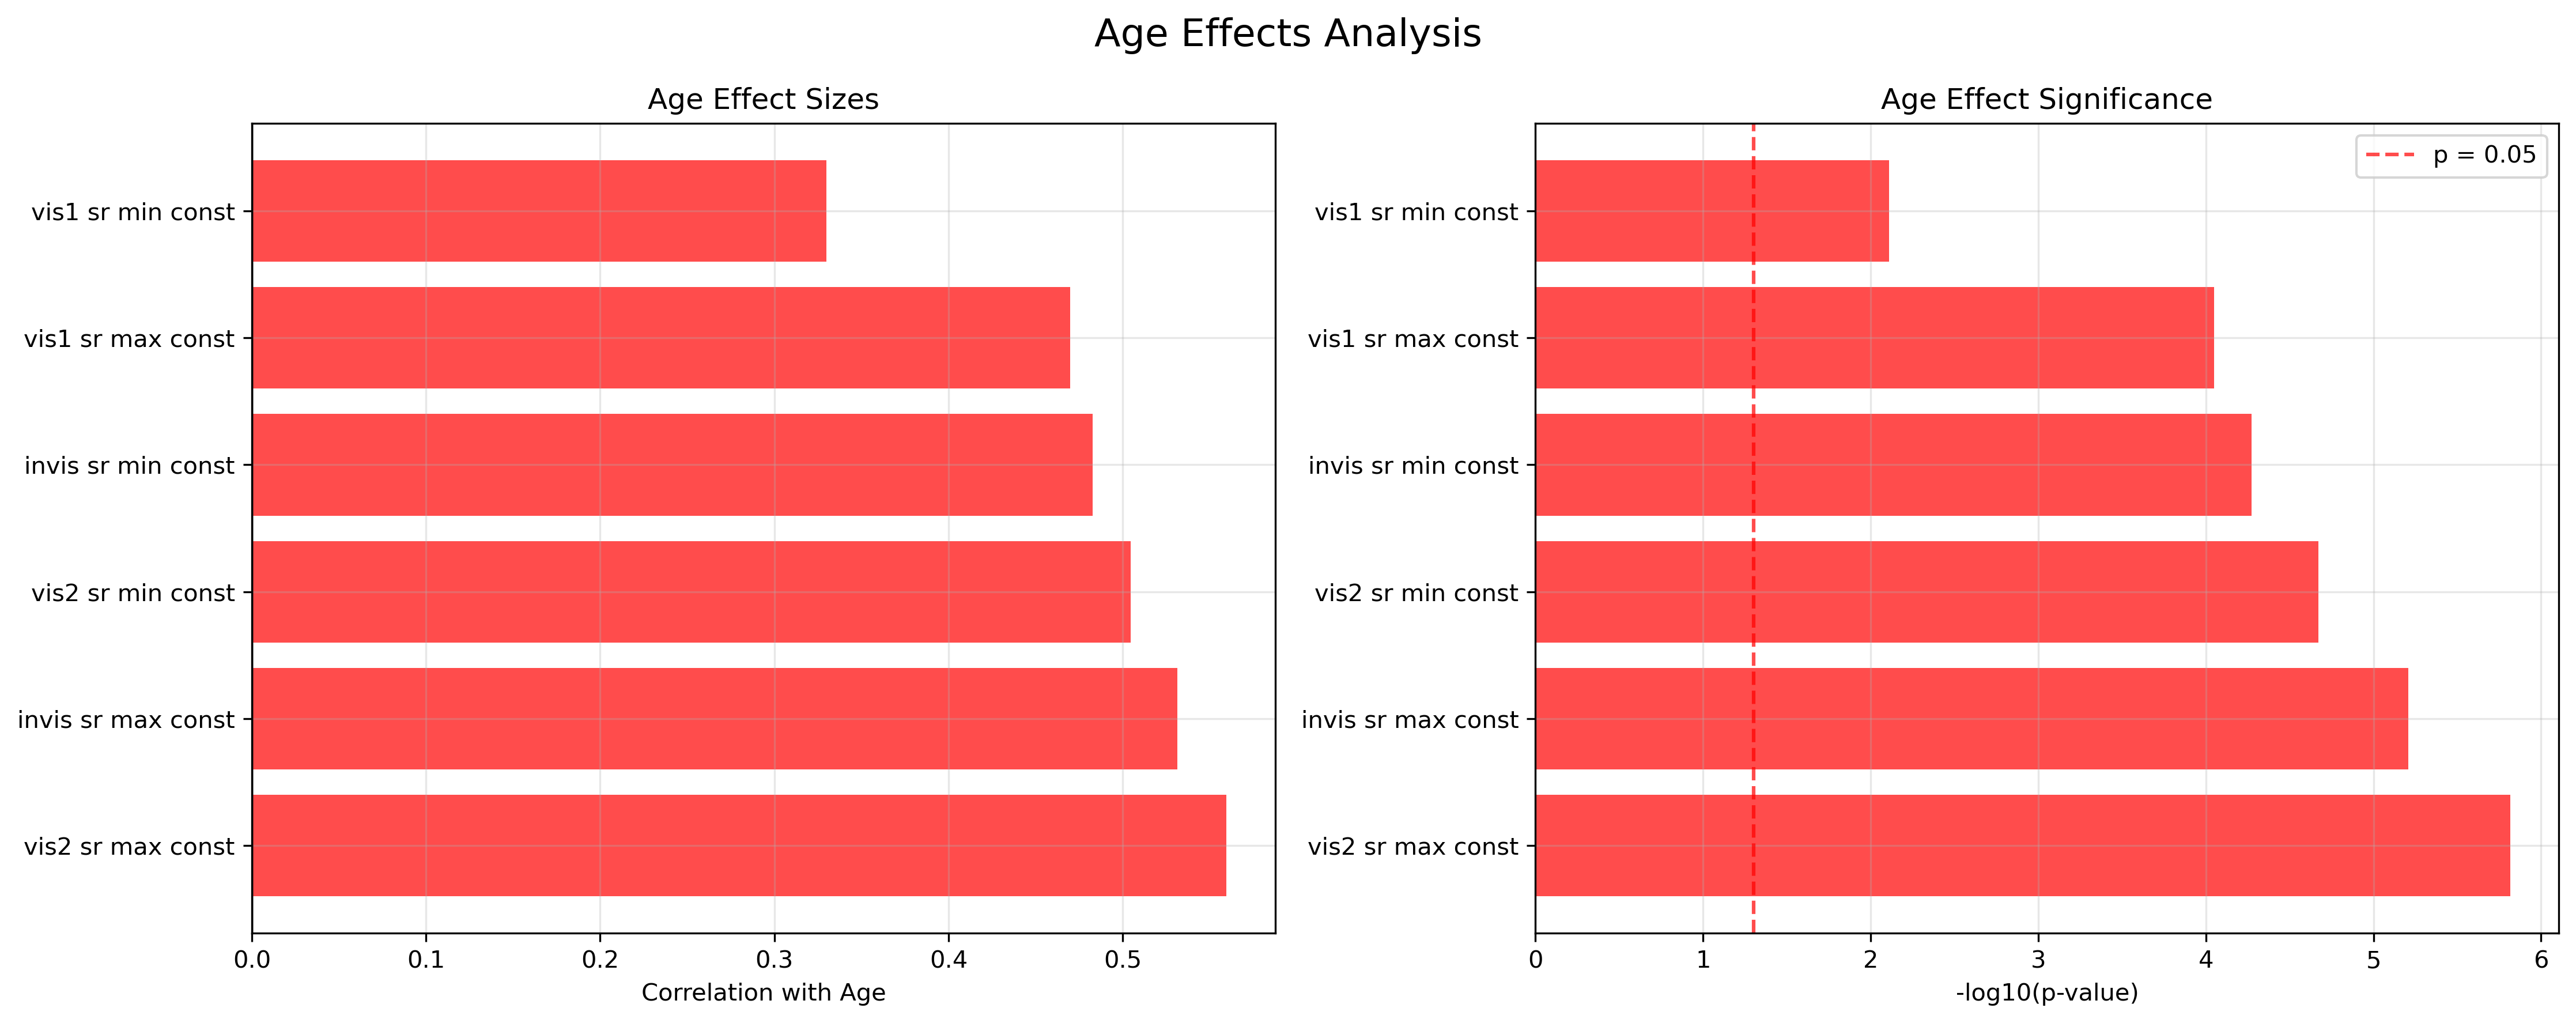 Age Effects Analysis
Age Effect Sizes
vis1 sr min const
vis1 sr max const
invis sr min const
vis2 sr min const
invis sr max const
vis2 sr max const
0.0 0.1 0.2 0.3 0.4 0.5
Correlation with Age
Age Effect Significance
p = 0.05
vis1 sr min const
vis1 sr max const
invis sr min const
vis2 sr min const
invis sr max const
vis2 sr max const
0 1 2 3 4 5 6
-log10(p-value)